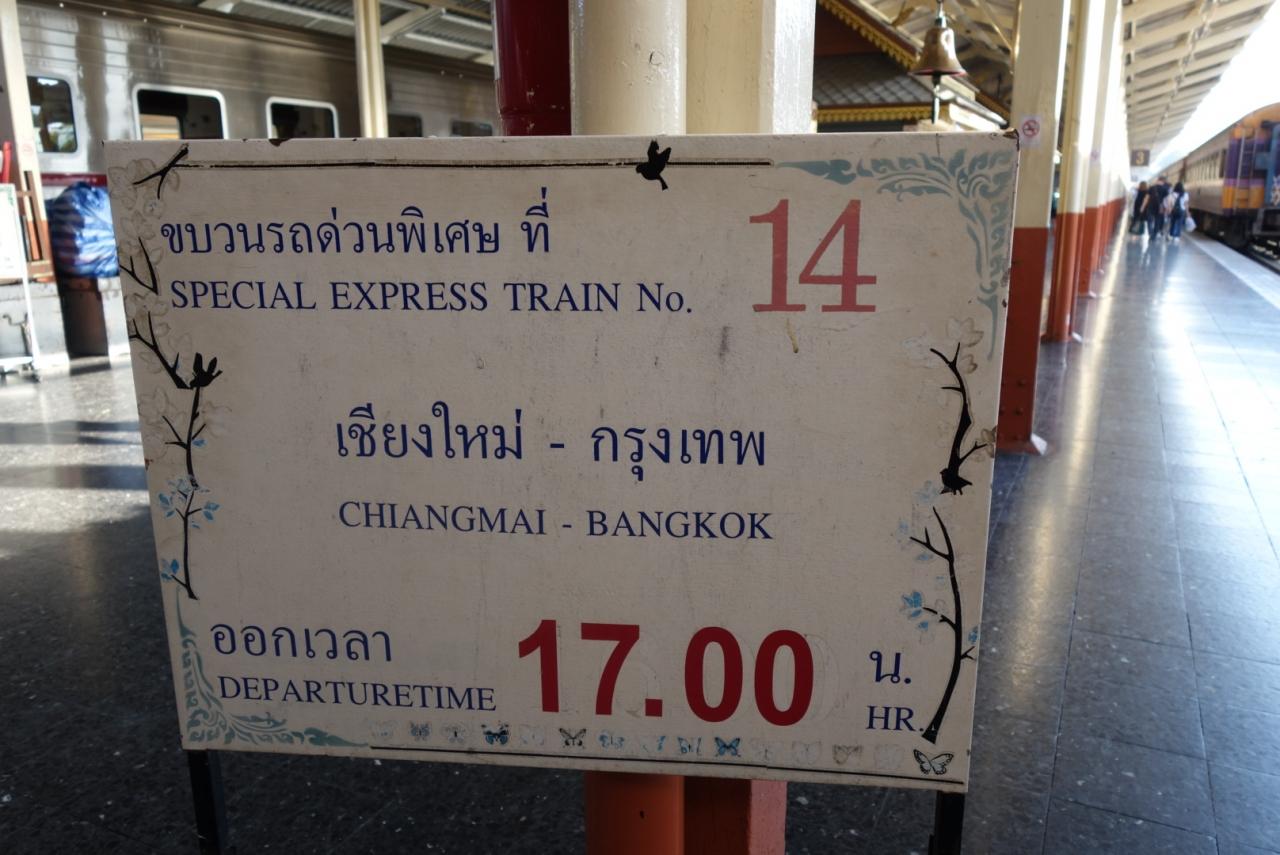 ขบวนรถด่วนพิเศษ ที่ 14
SPECIAL EXPRESS TRAIN No.
เชียงใหม่ - กรุงเทพ
CHIANGMAI - BANGKOK
ออกเวลา 17.00 น.
DEPARTURETIME HR.
3